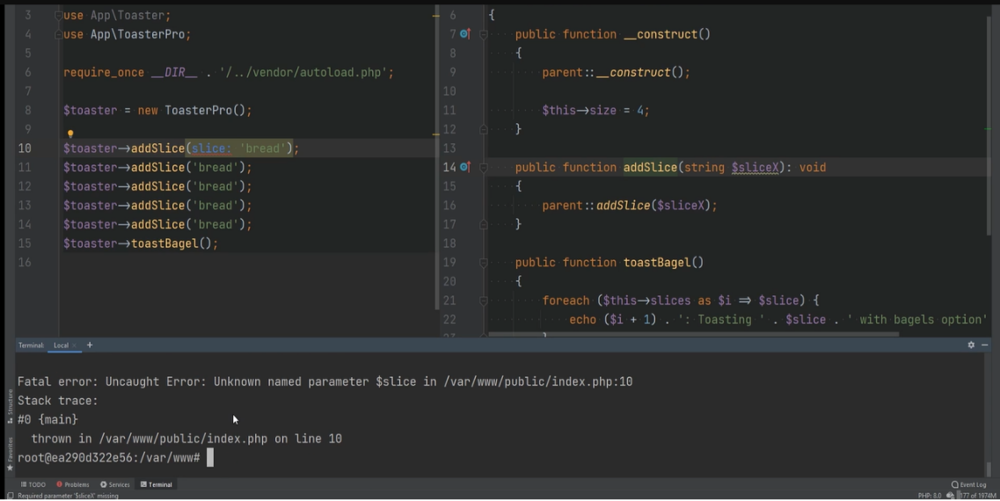 3 use App\Toaster;
4 use App\ToasterPro;
5
6 require_once __DIR__ . '/../vendor/autoload.php';
7
8 $toaster = new ToasterPro();
9
10 $toaster->addSlice(slice: 'bread');
11 $toaster->addSlice('bread');
12 $toaster->addSlice('bread');
13 $toaster->addSlice('bread');
14 $toaster->addSlice('bread');
15 $toaster->toastBagel();
16
6 {
7 public function __construct()
8 {
9 parent::__construct();
10
11 $this->size = 4;
12 }
13
14 public function addSlice(string $sliceX): void
15 {
16 parent::addSlice($sliceX);
17 }
18
19 public function toastBagel()
20 {
21 foreach ($this->slices as $i => $slice) {
22 echo ($i + 1) . ': Toasting ' . $slice . ' with bagels option'
Terminal: Local × +
Fatal error: Uncaught Error: Unknown named parameter $slice in /var/www/public/index.php:10
Stack trace:
#0 {main}
thrown in /var/www/public/index.php on line 10
root@ea290d322e56:/var/www#
Structure
Favorites
TODO Problems Services Terminal Event Log
Required parameter '$sliceX' missing PHP: 8.0 177 of 1974M